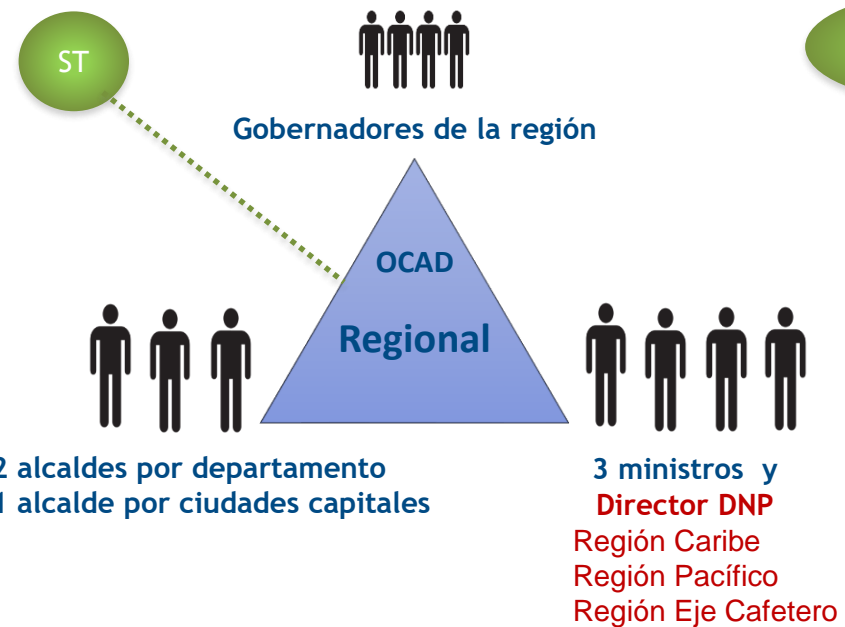 ST
Gobernadores de la región
OCAD
Regional
2 alcaldes por departamento
1 alcalde por ciudades capitales
3 ministros y
Director DNP
Región Caribe
Región Pacífico
Región Eje Cafetero